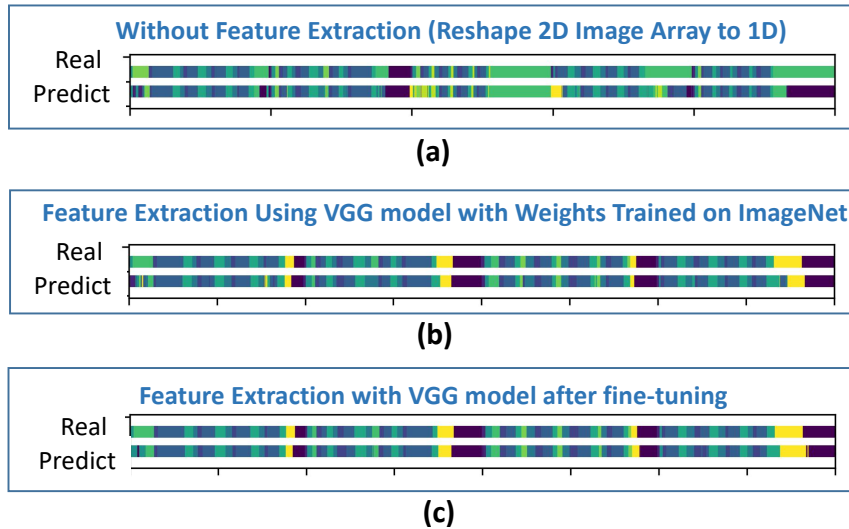 Without Feature Extraction (Reshape 2D Image Array to 1D)
Real
Predict
(a)
Feature Extraction Using VGG model with Weights Trained on ImageNet
Real
Predict
(b)
Feature Extraction with VGG model after fine-tuning
Real
Predict
(c)